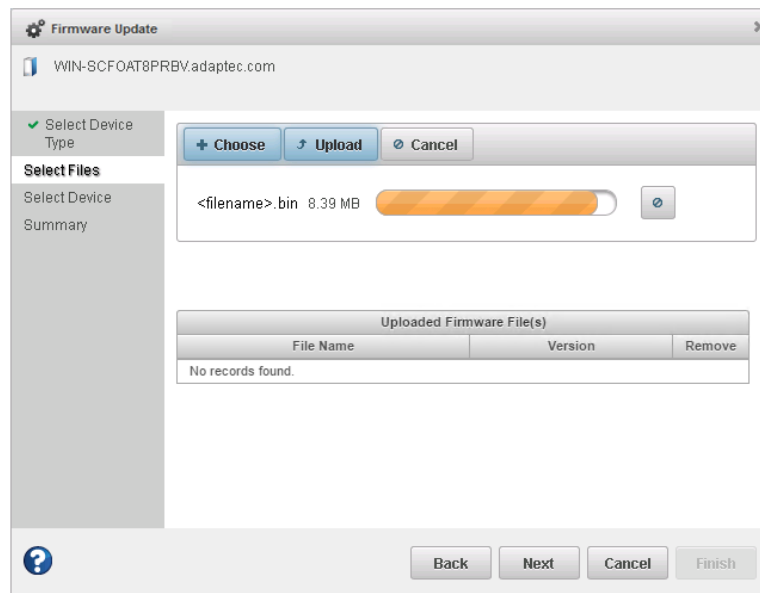 Firmware Update
WIN-SCFOAT8PRBV.adaptec.com
Select Device
Type
Select Files
Select Device
Summary
Choose Upload Cancel
<filename>.bin 8.39 MB
Uploaded Firmware File(s)
File Name Version Remove
No records found.
Back Next Cancel Finish